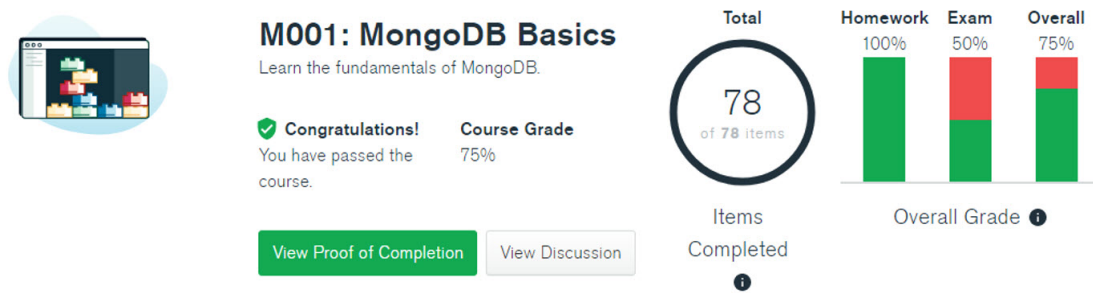 M001: MongoDB Basics
Learn the fundamentals of MongoDB.
Congratulations!
You have passed the
course.
Course Grade
75%
View Proof of Completion
View Discussion
Total
78
of 78 items
Items
Completed
Homework Exam Overall
100% 50% 75%
Overall Grade